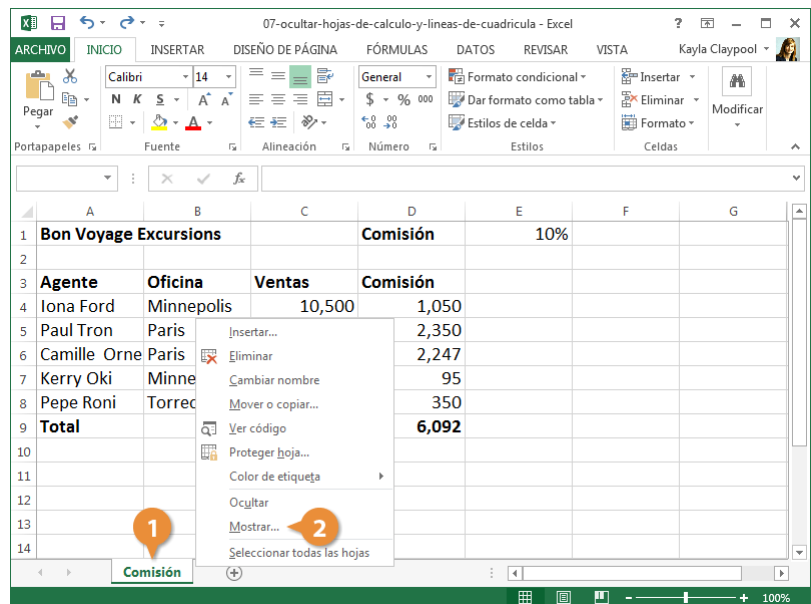 07-ocultar-hojas-de-calculo-y-lineas-de-cuadricula - Excel
ARCHIVO INICIO INSERTAR DISEÑO DE PÁGINA FÓRMULAS DATOS REVISAR VISTA Kayla Claypool
Pegar
Calibri 14
N K S A A
A
General
$ - % 000
Formato condicional
Dar formato como tabla
Estilos de celda
Insertar
Eliminar
Formato
Modificar
Portapapeles Fuente Alineación Número Estilos Celdas
fx
A B C D E F G
1 Bon Voyage Excursions Comisión 10%
2
3 Agente Oficina Ventas Comisión
4 Iona Ford Minnepolis 10,500 1,050
5 Paul Tron Paris 2,350
6 Camille Orne Paris 2,247
7 Kerry Oki Minne 95
8 Pepe Roni Torrec 350
9 Total 6,092
10
11
12
13
14
Insertar...
Eliminar
Cambiar nombre
Mover o copiar...
Ver código
Proteger hoja...
Color de etiqueta
Ocultar
Mostrar...
Seleccionar todas las hojas
1
2
Comisión
100%